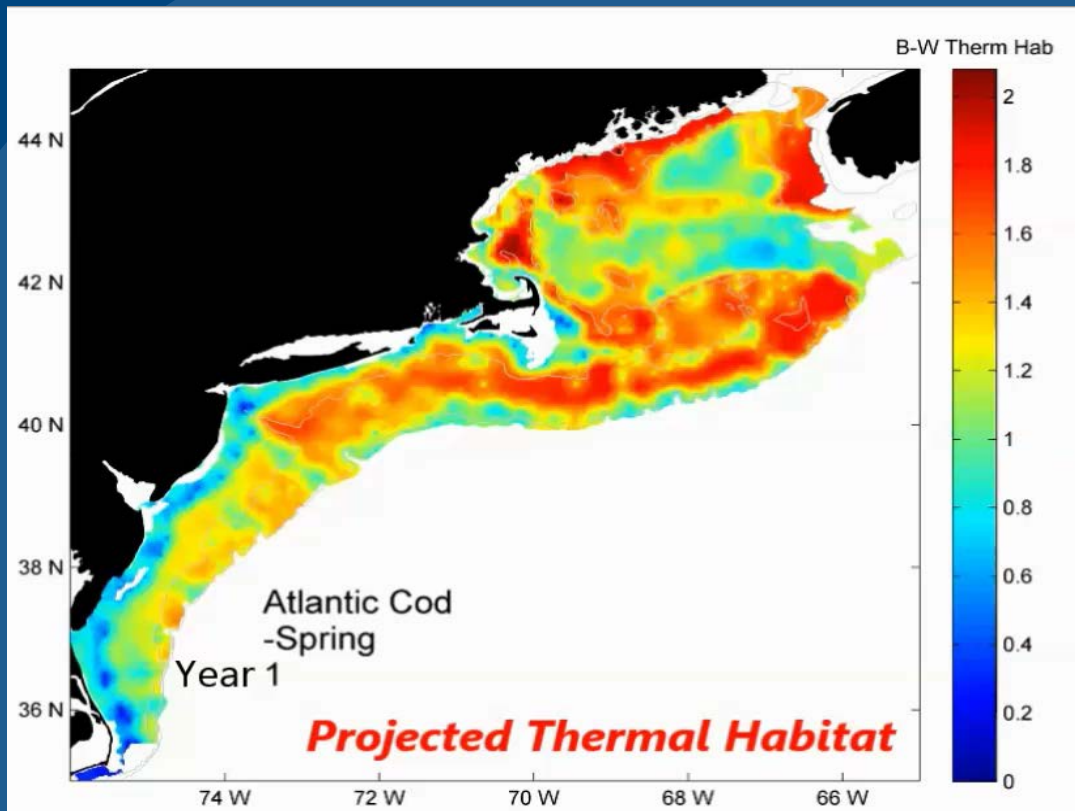 B-W Therm Hab
44 N
42 N
40 N
38 N
36 N
2
1.8
1.6
1.4
1.2
1
0.8
0.6
0.4
0.2
0
Atlantic Cod
-Spring
Year 1
Projected Thermal Habitat
74 W
72 W
70 W
68 W
66 W